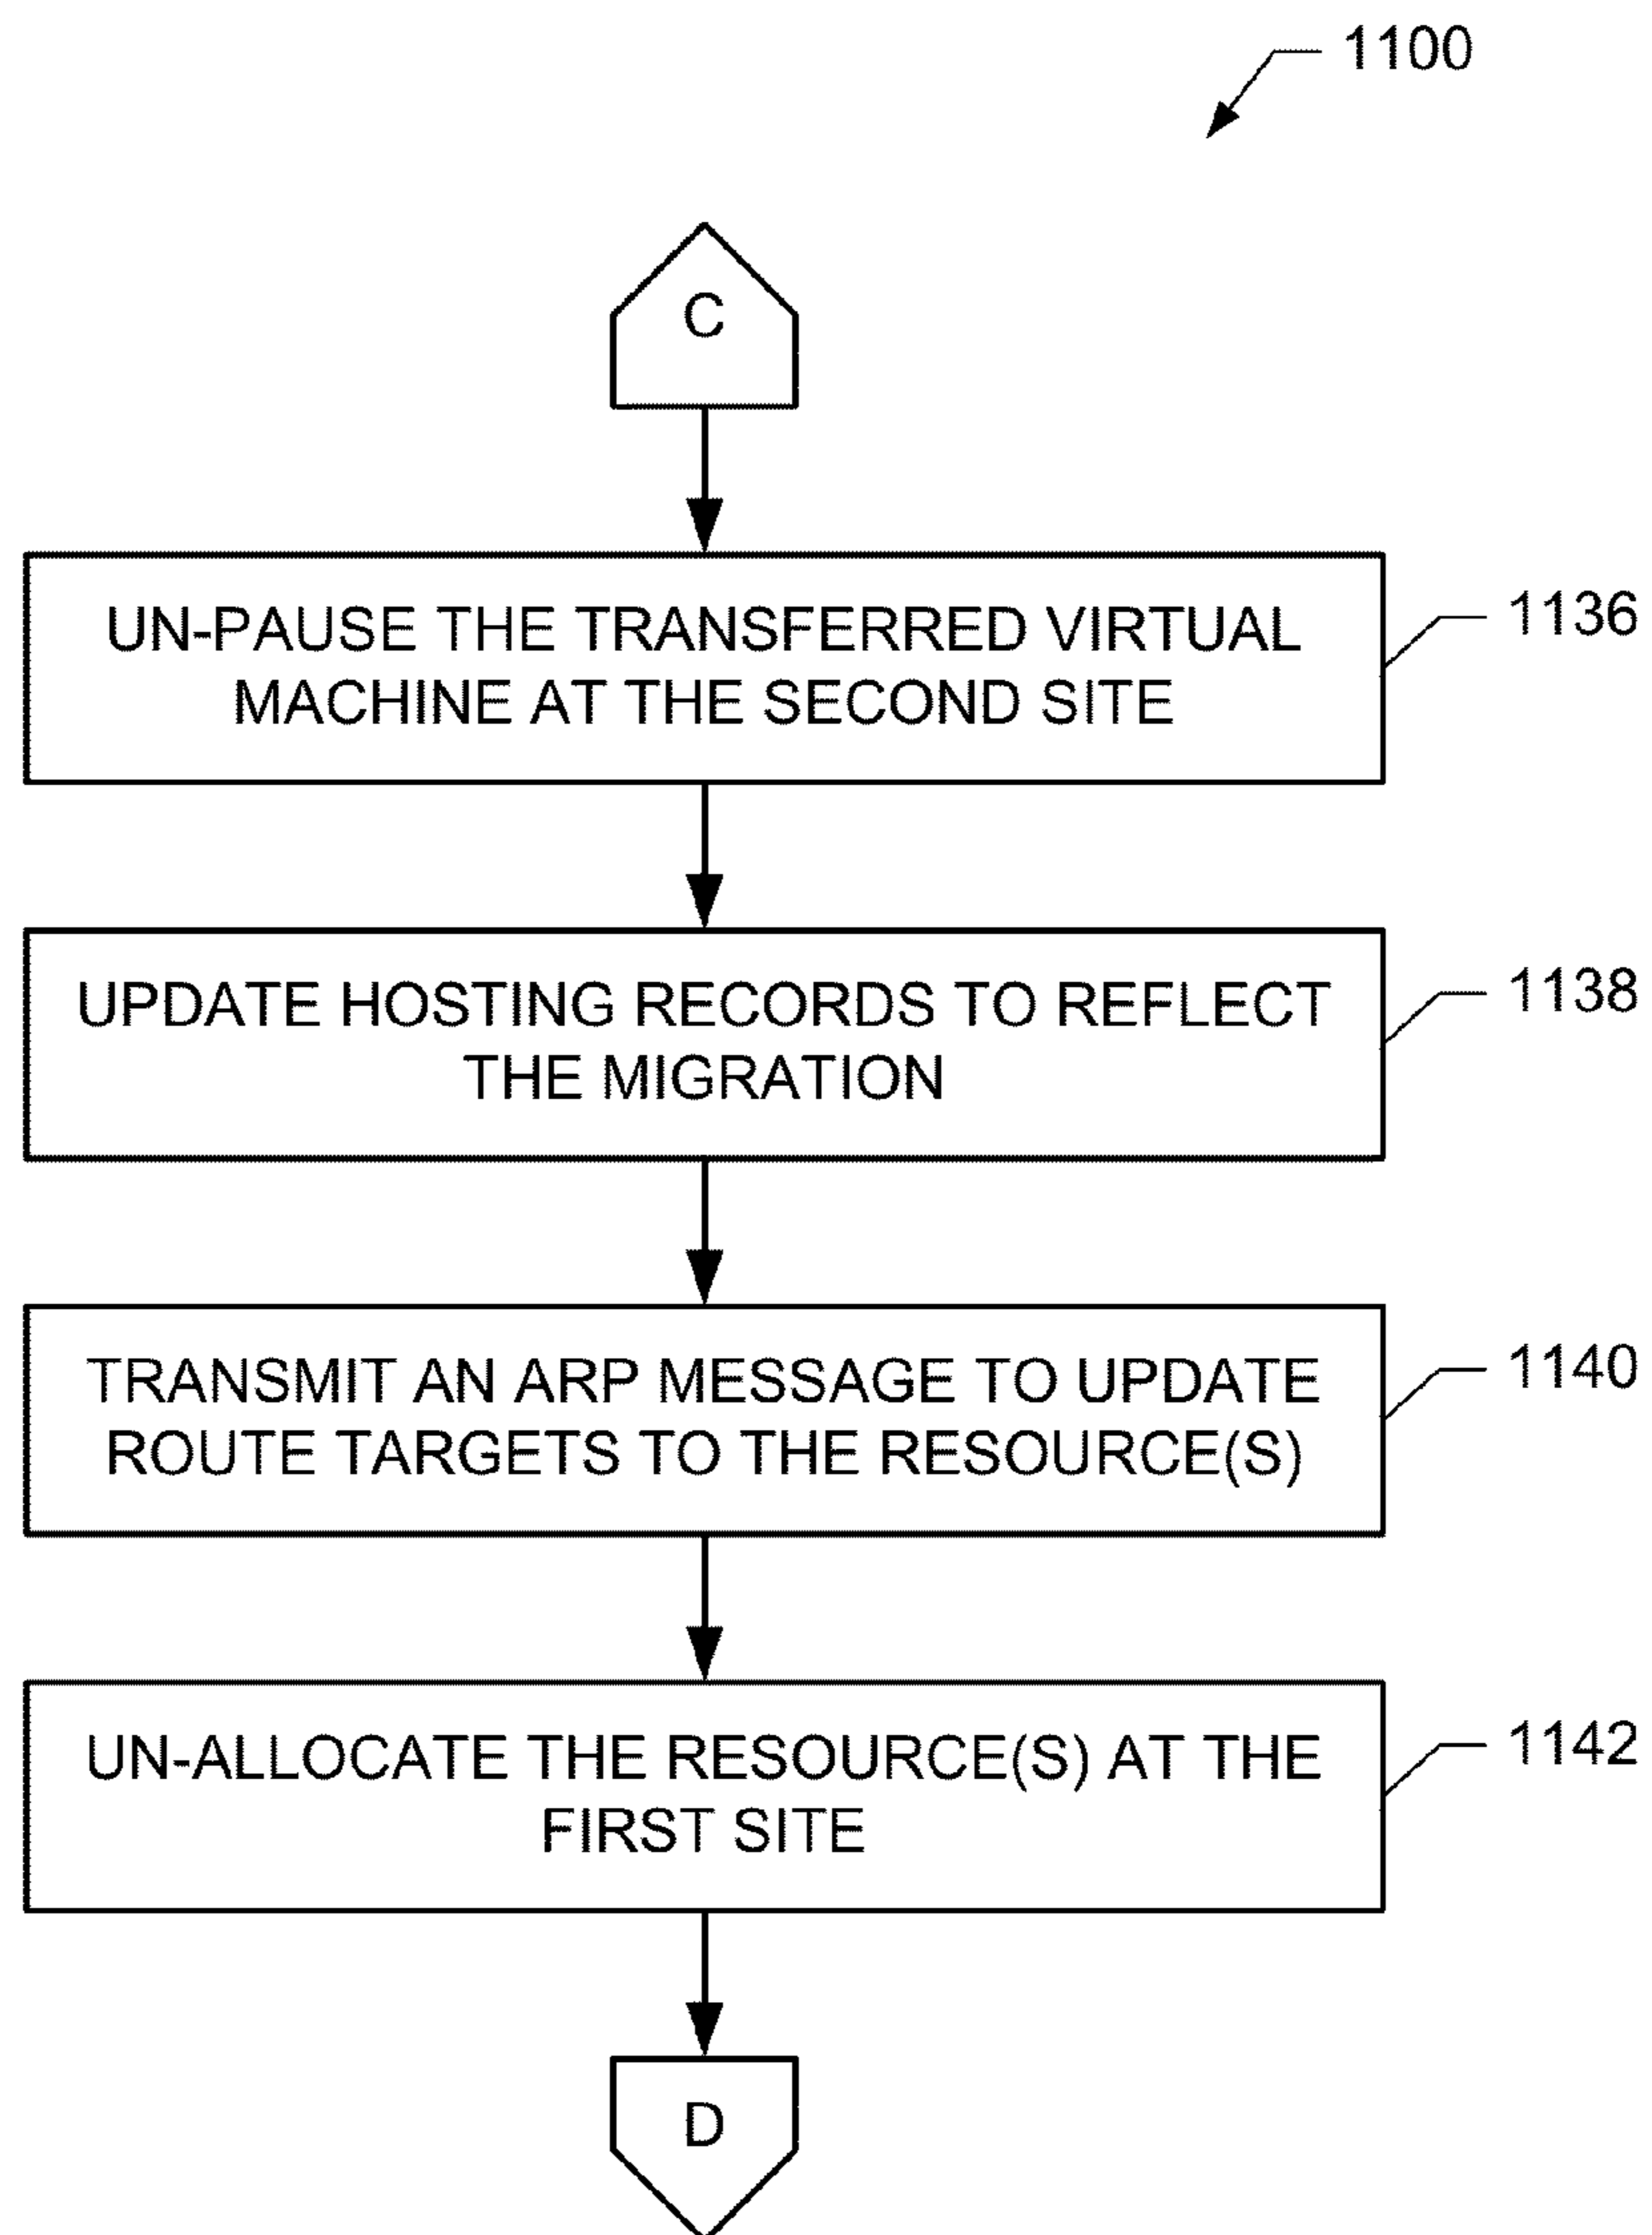 1100
C
UN-PAUSE THE TRANSFERRED VIRTUAL
MACHINE AT THE SECOND SITE
1136
UPDATE HOSTING RECORDS TO REFLECT
THE MIGRATION
1138
TRANSMIT AN ARP MESSAGE TO UPDATE
ROUTE TARGETS TO THE RESOURCE(S)
1140
UN-ALLOCATE THE RESOURCE(S) AT THE
FIRST SITE
1142
D